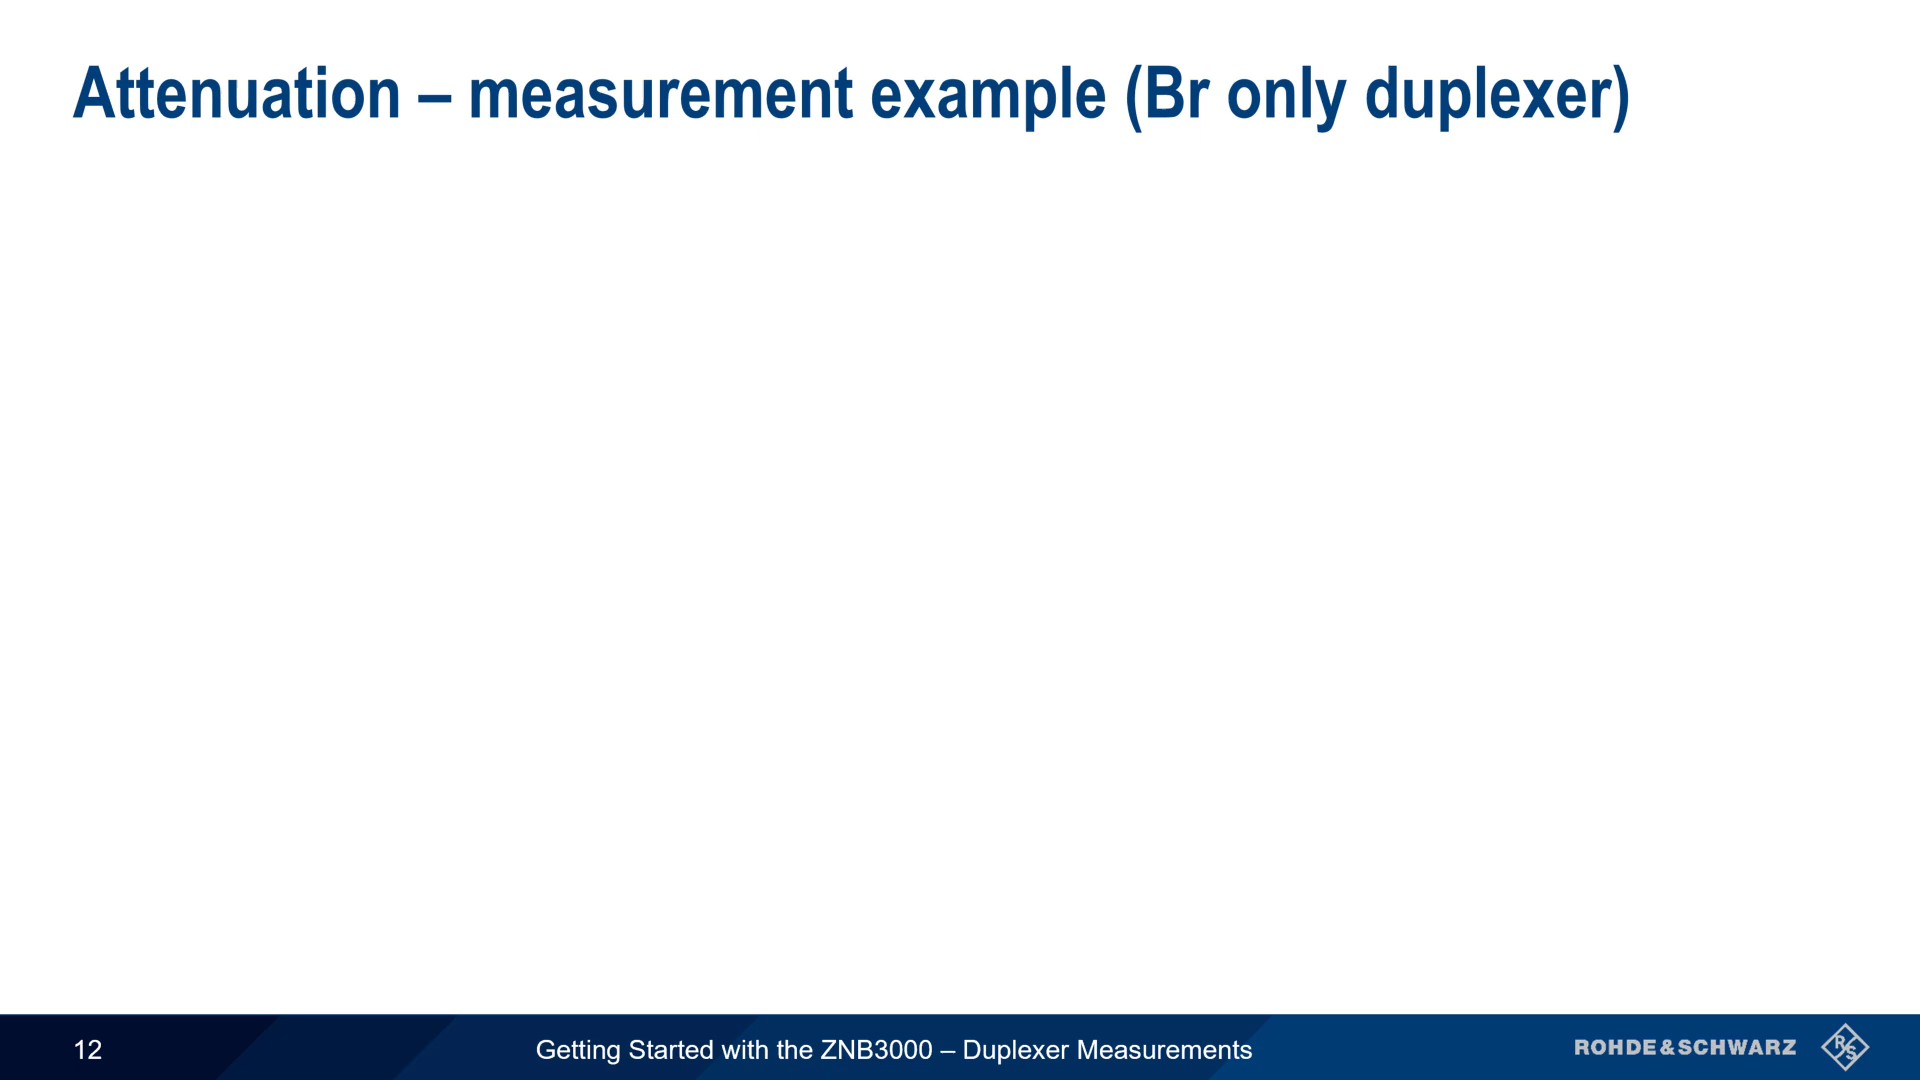 Attenuation – measurement example (Br only duplexer)
12
Getting Started with the ZNB3000 – Duplexer Measurements
ROHDE&SCHWARZ
R
S